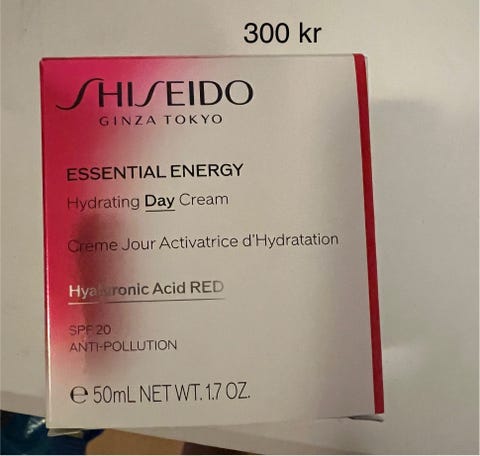 300 kr
SHISEIDO
GINZA TOKYO
ESSENTIAL ENERGY
Hydrating Day Cream
Crème Jour Activatrice d'Hydratation
Hyaluronic Acid RED
SPF 20
ANTI-POLLUTION
℮ 50mL NET WT. 1.7 OZ.